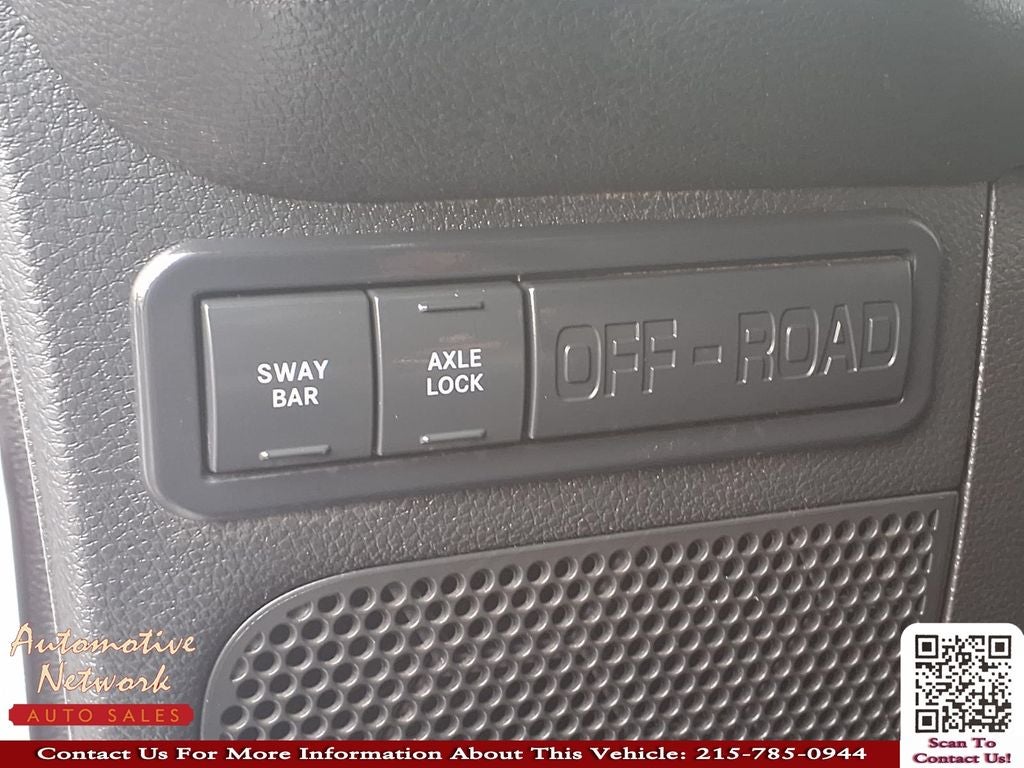 SWAY
BAR
AXLE
LOCK
OFF-ROAD
Automotive
Network
AUTO SALES
Contact Us For More Information About This Vehicle: 215-785-0944
Scan To
Contact Us!